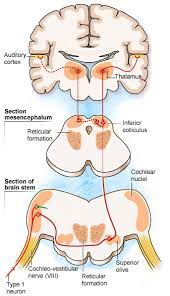 Auditory
cortex
Thalamus
Section
mesencephalum
Reticular
formation
Inferior
colliculus
Cochlear
nuclei
Section
of brain stem
Type 1
neuron
Cochleo-vestibular
nerve (VIII)
Reticular
formation
Superior
olive